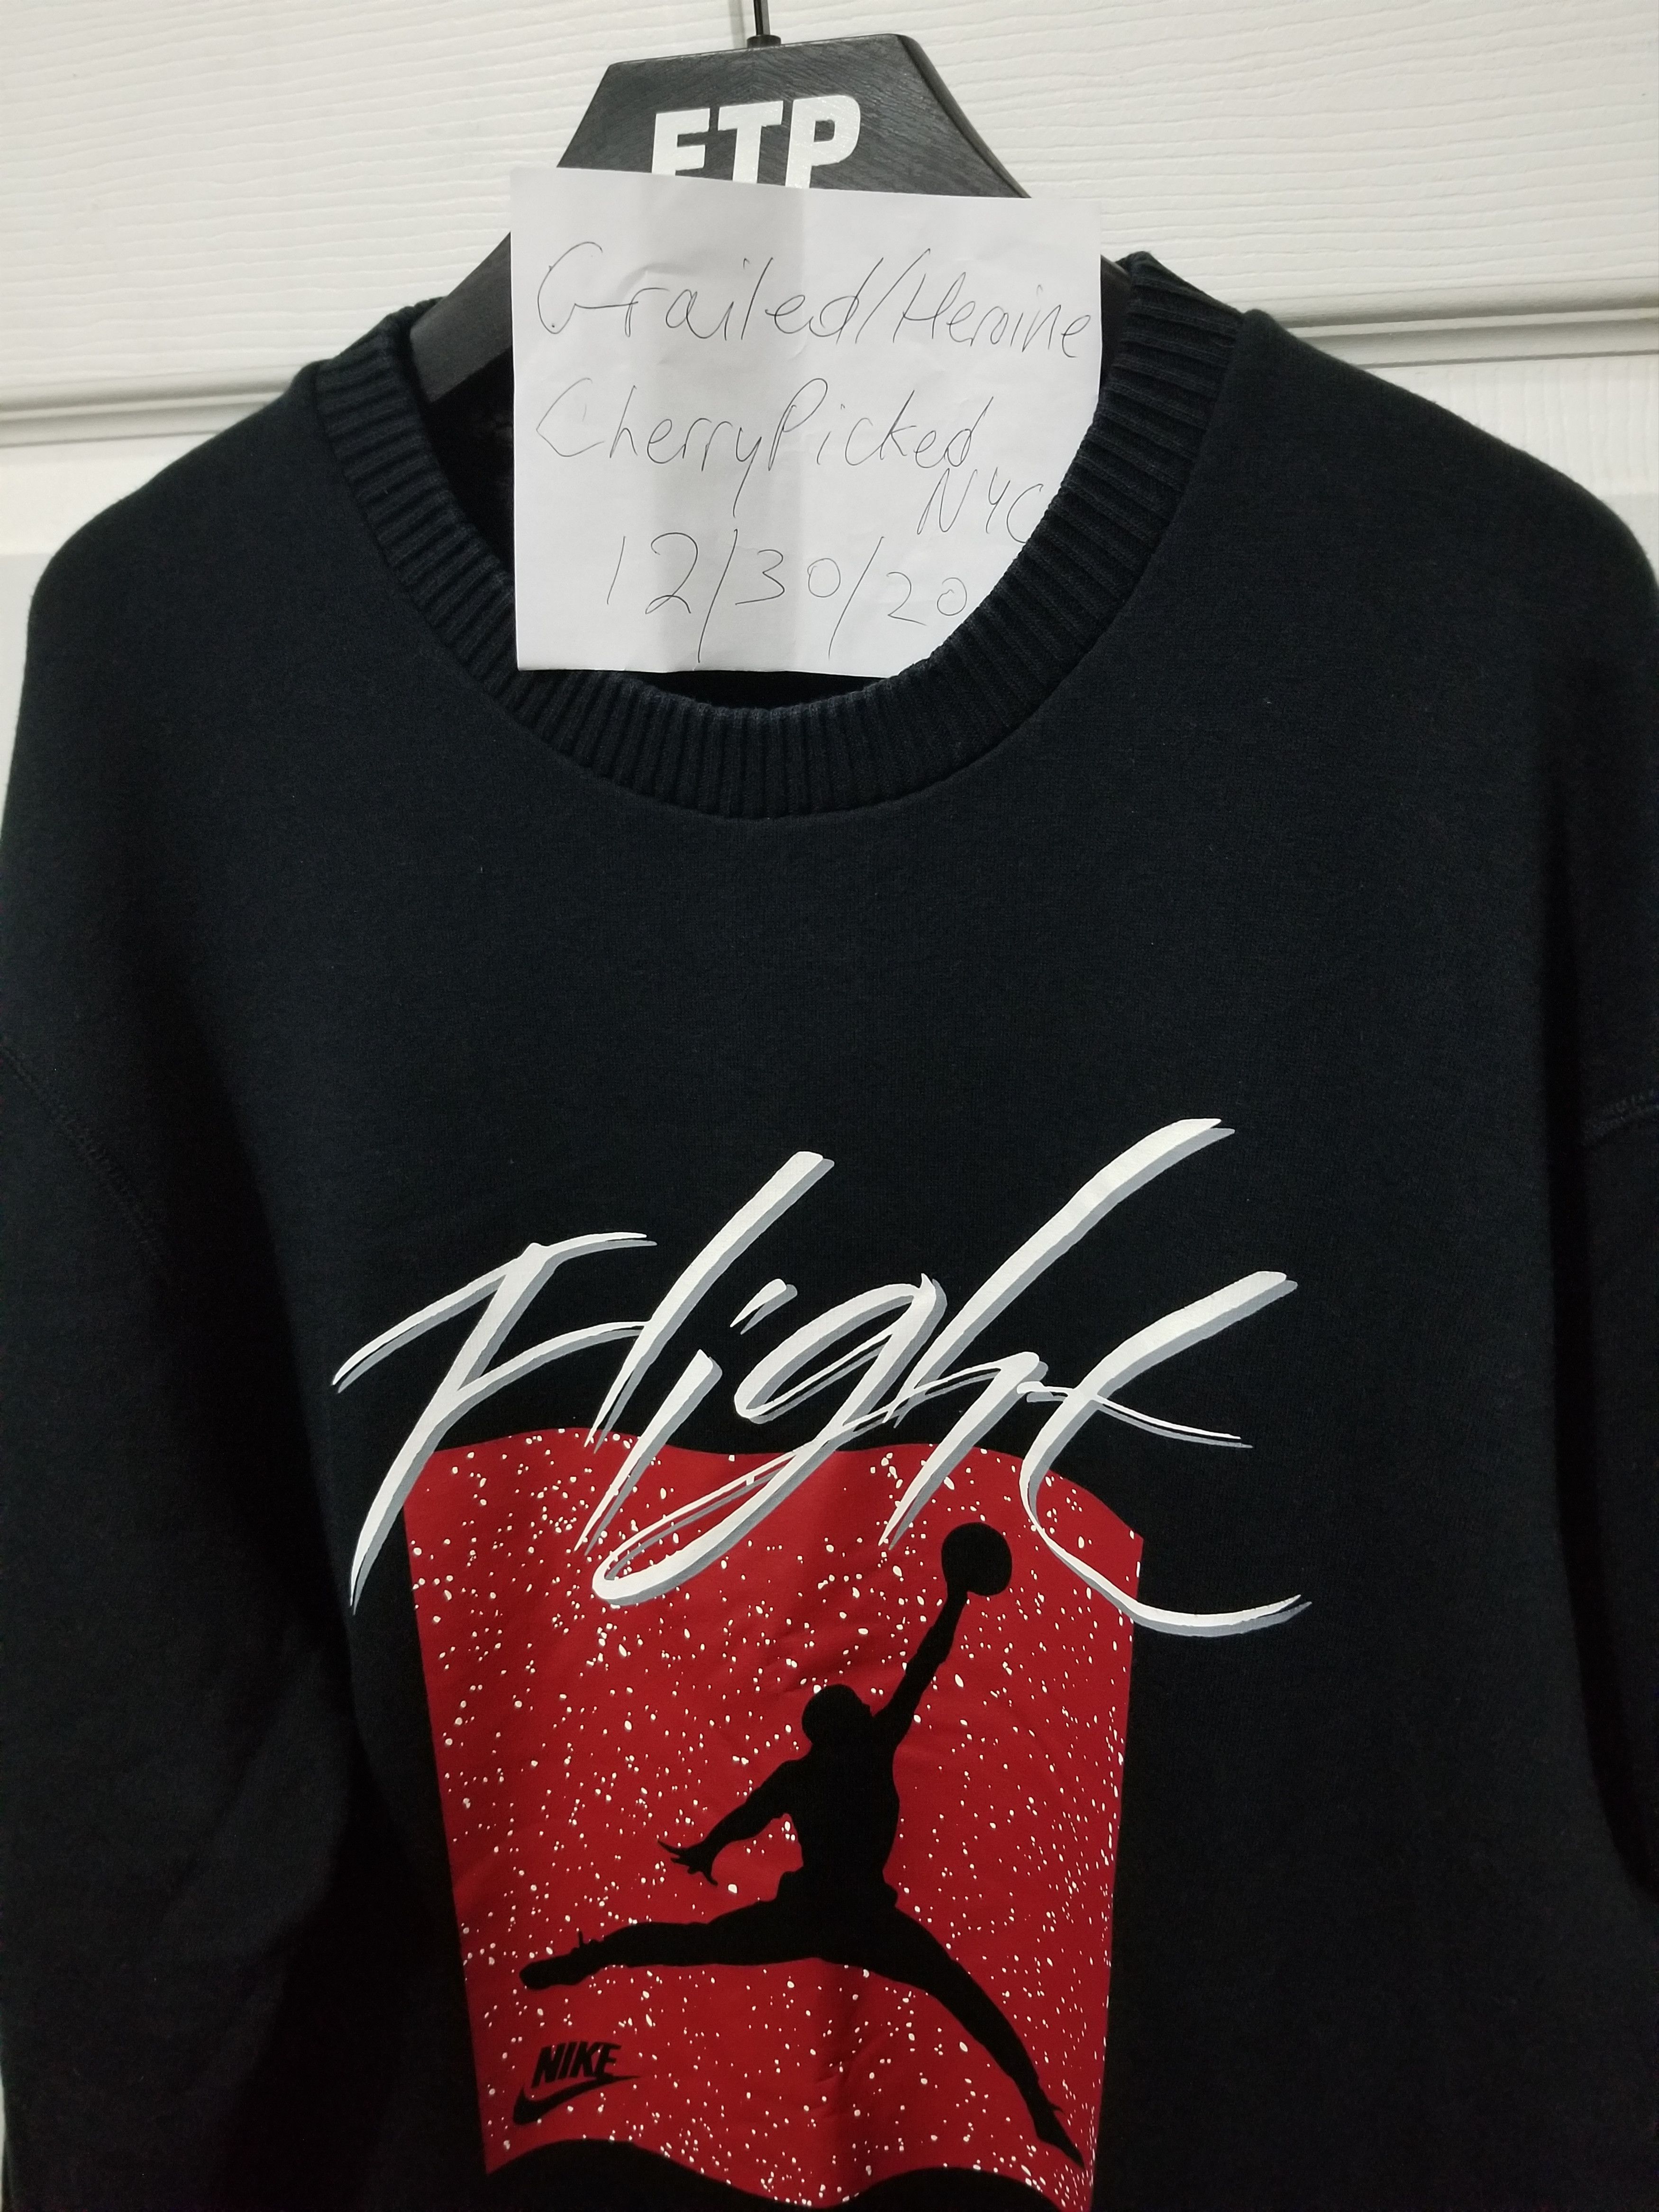 FTP
Grailed/Heroine
CherryPicked
NYC
12/30/20
Flight
NIKE